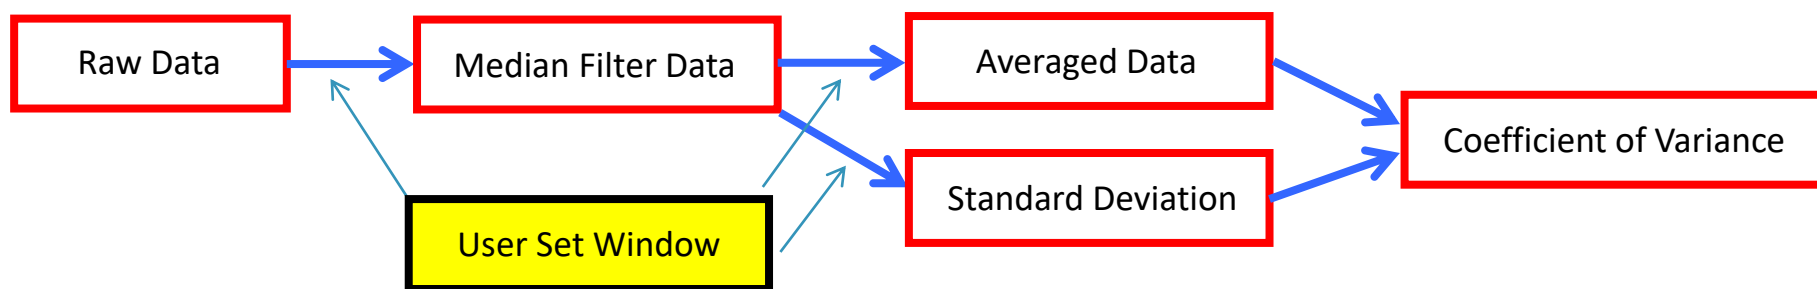 Raw Data
Median Filter Data
Averaged Data
Coefficient of Variance
Standard Deviation
User Set Window